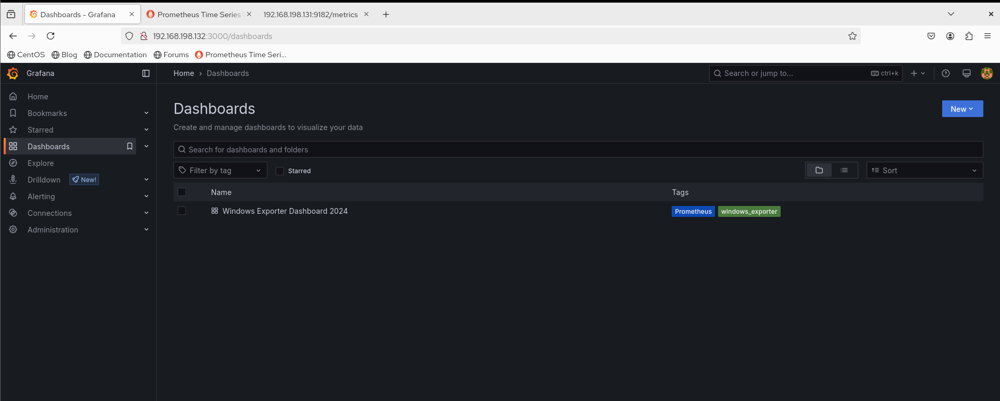 Dashboards - Grafana
Prometheus Time Series
192.168.198.131:9182/metrics
192.168.198.132:3000/dashboards
CentOS
Blog
Documentation
Forums
Prometheus Time Seri...
Grafana
Home › Dashboards
Search or jump to...
ctrl+k
Home
Bookmarks
Starred
Dashboards
Explore
Drilldown
New!
Alerting
Connections
Administration
Dashboards
New
Create and manage dashboards to visualize your data
Search for dashboards and folders
Filter by tag
Starred
Sort
Name
Tags
Windows Exporter Dashboard 2024
Prometheus
windows_exporter